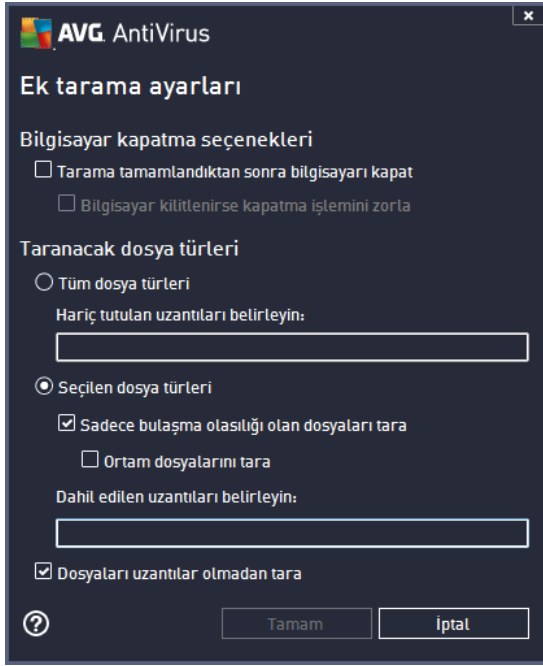 AVG AntiVirus
Ek tarama ayarları
Bilgisayar kapatma seçenekleri
Tarama tamamlandıktan sonra bilgisayarı kapat
Bilgisayar kilitlenirse kapatma işlemini zorla
Taranacak dosya türleri
Tüm dosya türleri
Hariç tutulan uzantıları belirleyin:
Seçilen dosya türleri
Sadece bulaşma olasılığı olan dosyaları tara
Ortam dosyalarını tara
Dahil edilen uzantıları belirleyin:
Dosyaları uzantılar olmadan tara
? Tamam İptal